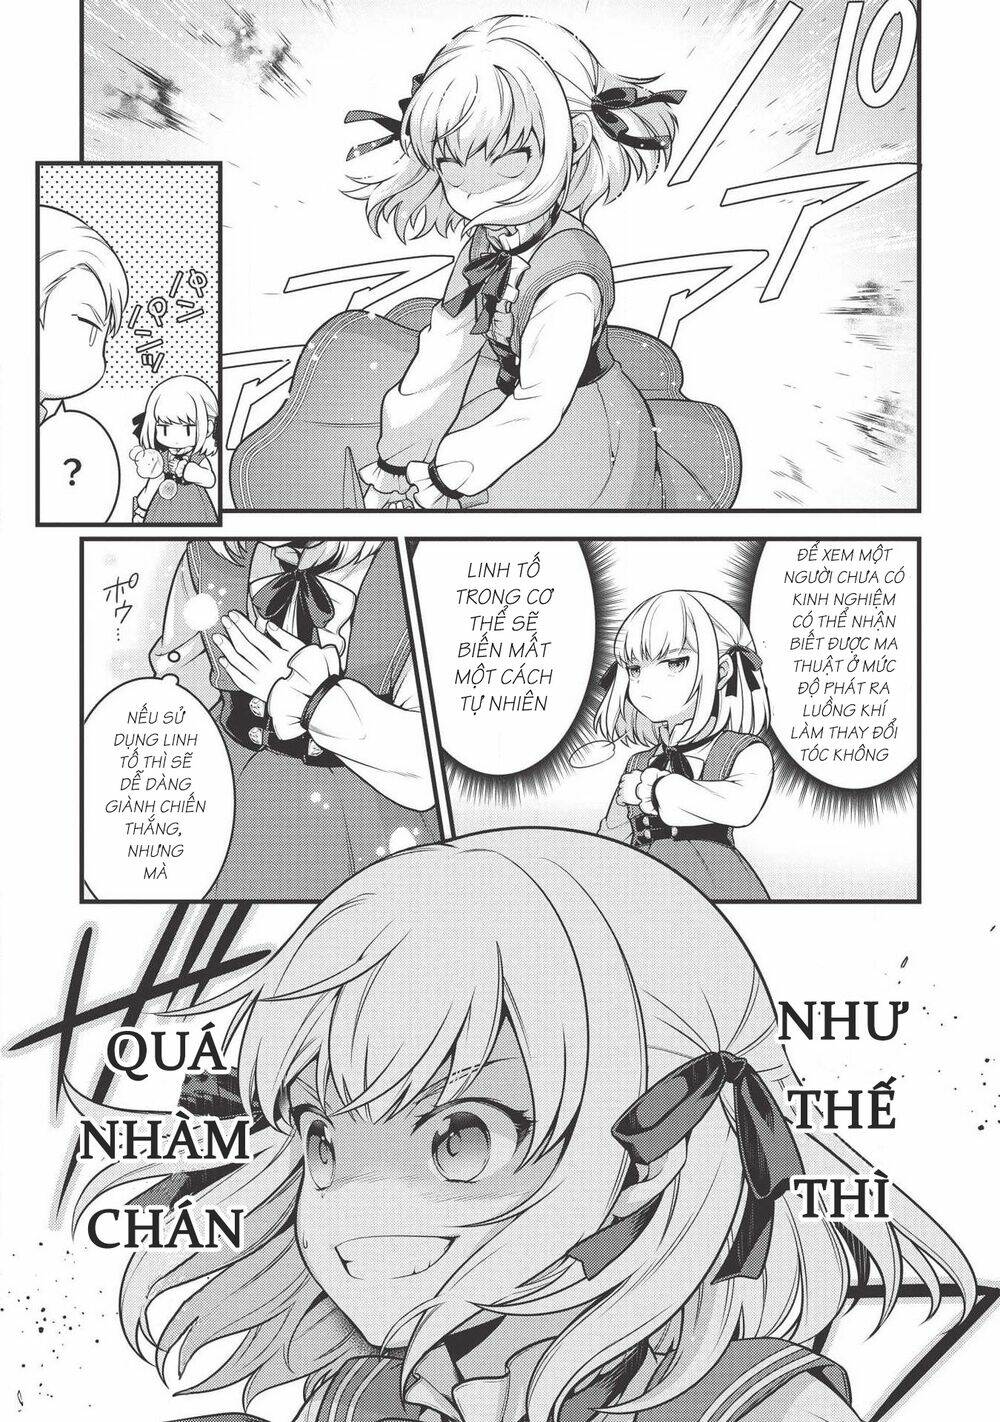 ?
ĐỂ XEM MỘT
NGƯỜI CHƯA CÓ
KINH NGHIỆM
CÓ THỂ NHẬN
BIẾT ĐƯỢC MA
THUẬT Ở MỨC
ĐỘ PHÁT RA
LUỒNG KHÍ
LÀM THAY ĐỔI
TÓC KHÔNG
LINH TỐ
TRONG CƠ
THỂ SẼ
BIẾN MẤT
MỘT CÁCH
TỰ NHIÊN
ポゥ…
NẾU SỬ
DỤNG LINH
TỐ THÌ SẼ
DỄ DÀNG
GIÀNH CHIẾN
THẮNG,
NHƯNG
MÀ
NHƯ
THẾ
THÌ
QUÁ
NHÀM
CHÁN